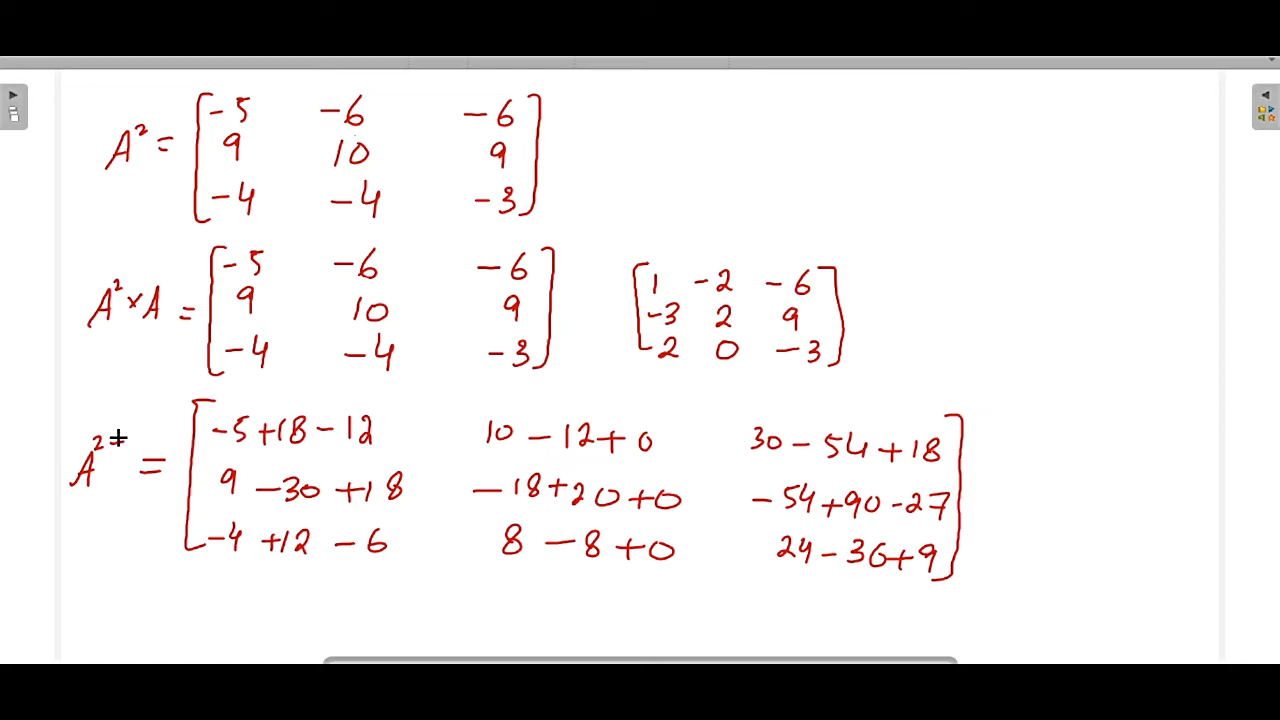 -5 -6 -6
A² = 9 10 9
-4 -4 -3
-5 -6 -6 1 -2 -6
A² × A = 9 10 9 -3 2 9
-4 -4 -3 2 0 -3
-5 + 18 - 12 10 - 12 + 0 30 - 54 + 18
A² = 9 - 30 + 18 -18 + 20 + 0 -54 + 90 - 27
-4 + 12 - 6 8 - 8 + 0 24 - 36 + 9